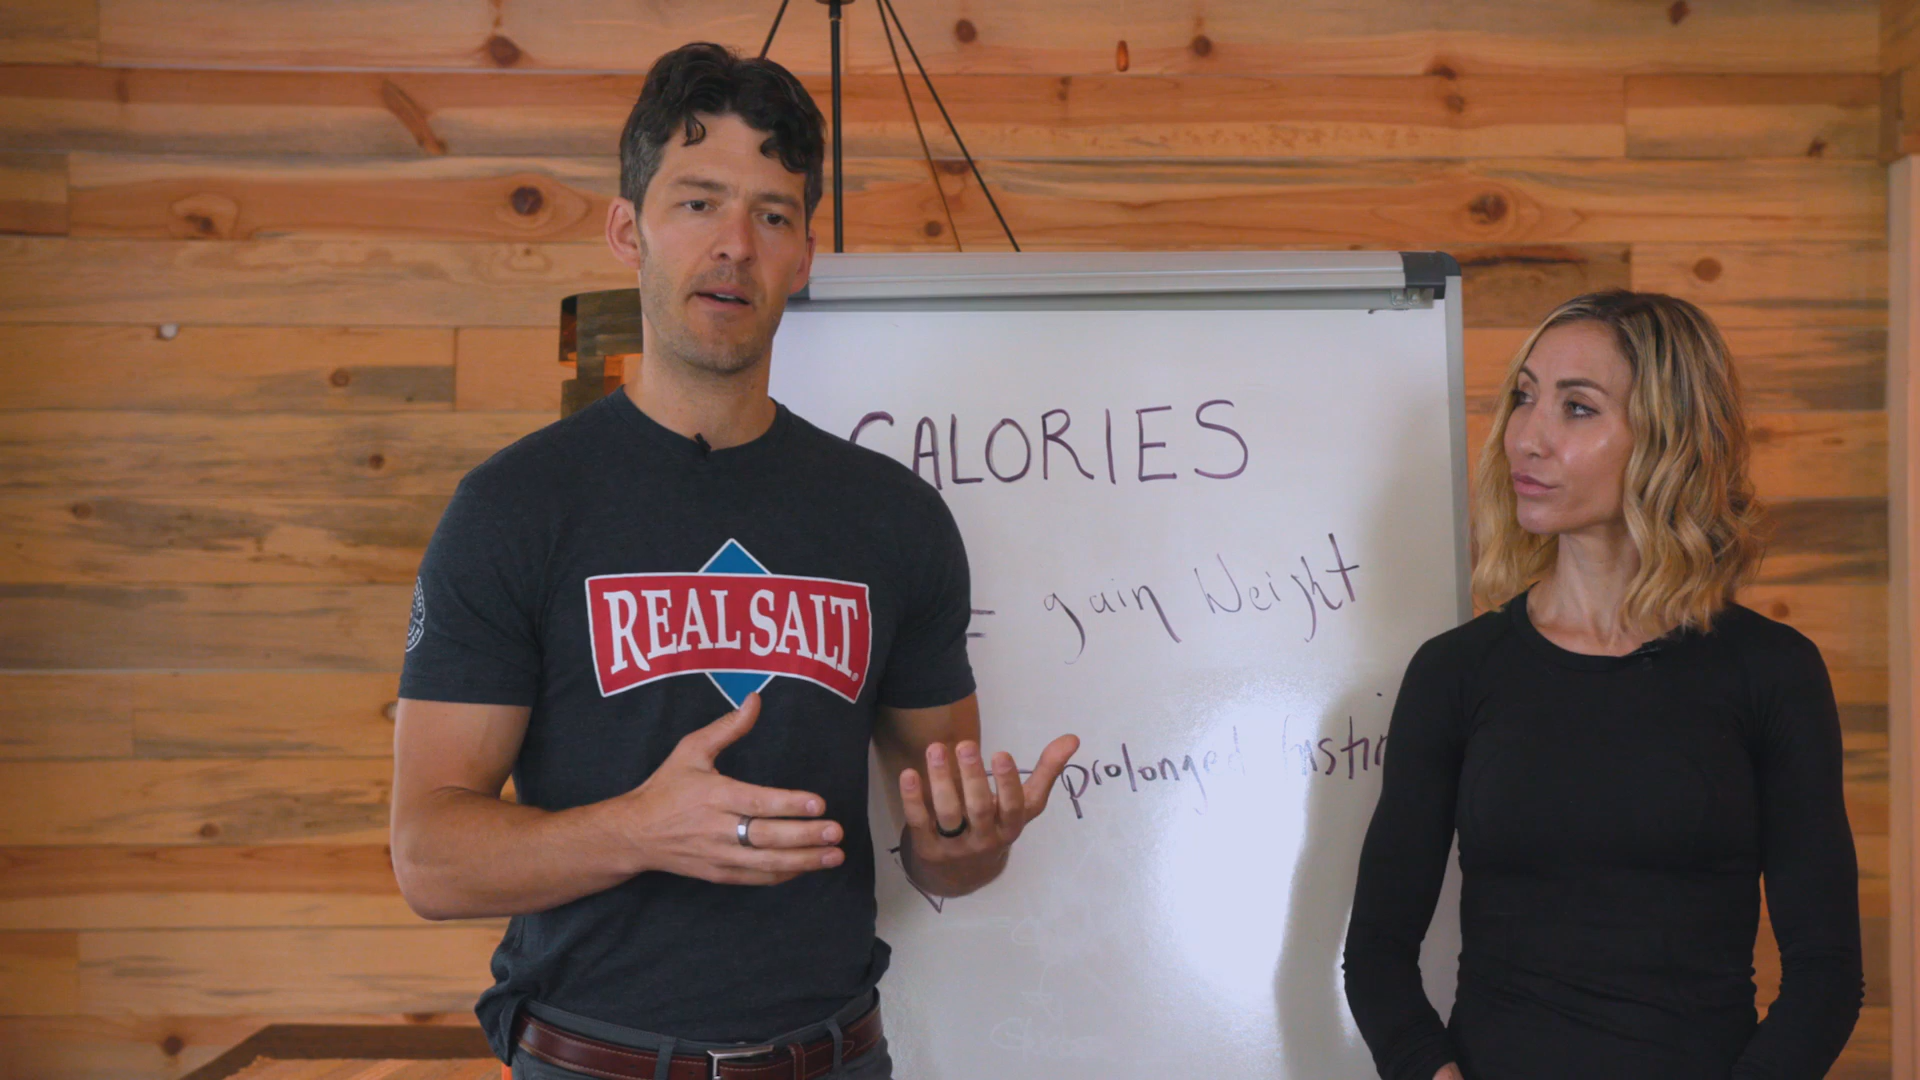 CALORIES
= gain Weight
prolonged
REAL SALT